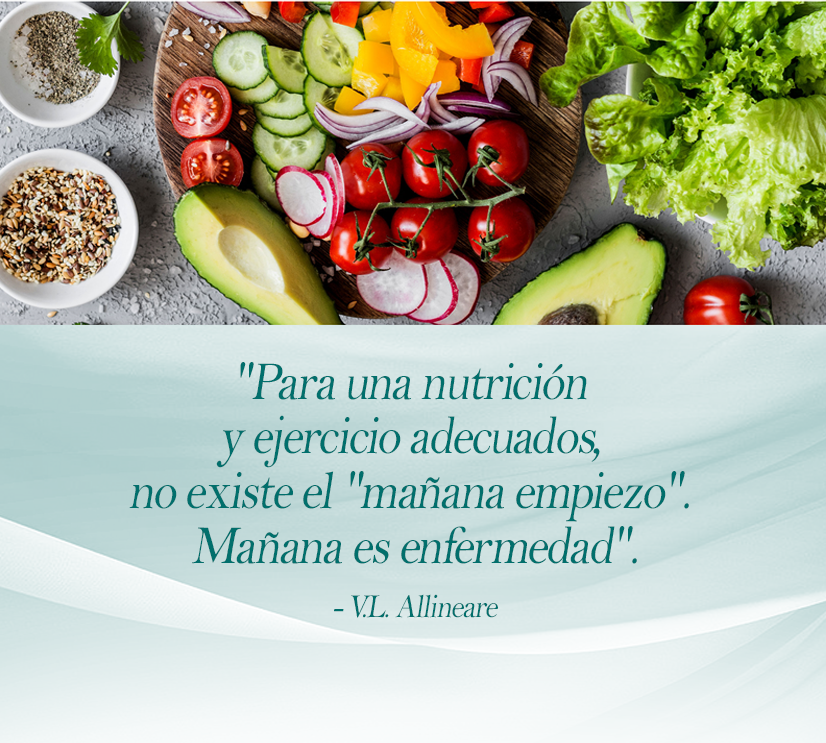 "Para una nutrición
y ejercicio adecuados,
no existe el "mañana empiezo".
Mañana es enfermedad".
- V.L. Allineare